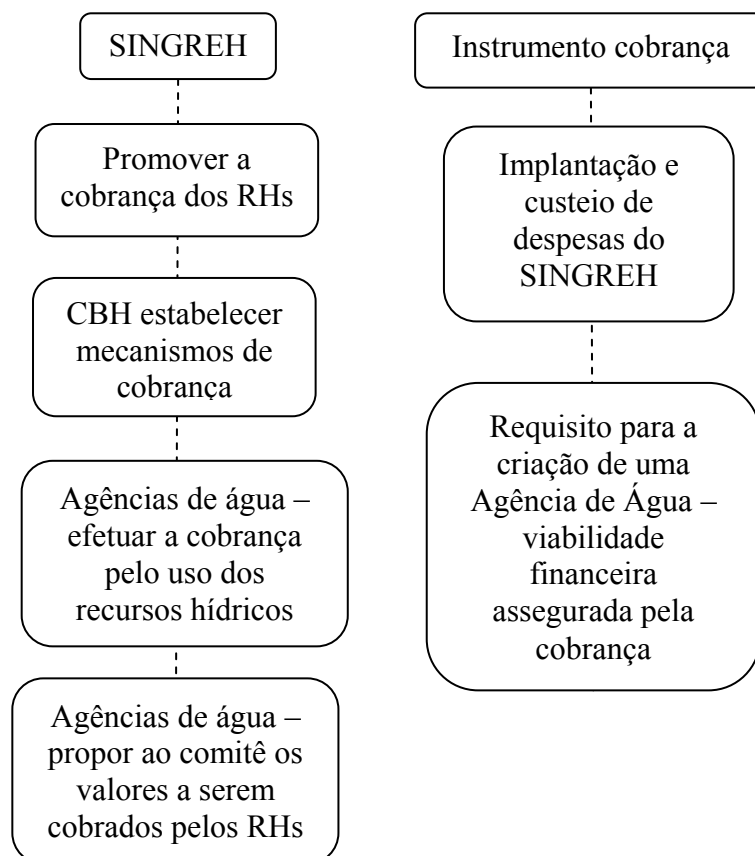 SINGREH
Promover a
cobrança dos RHs
CBH estabelecer
mecanismos de
cobrança
Agências de água –
efetuar a cobrança
pelo uso dos
recursos hídricos
Agências de água –
propor ao comitê os
valores a serem
cobrados pelos RHs
Instrumento cobrança
Implantação e
custeio de
despesas do
SINGREH
Requisito para a
criação de uma
Agência de Água –
viabilidade
financeira
assegurada pela
cobrança